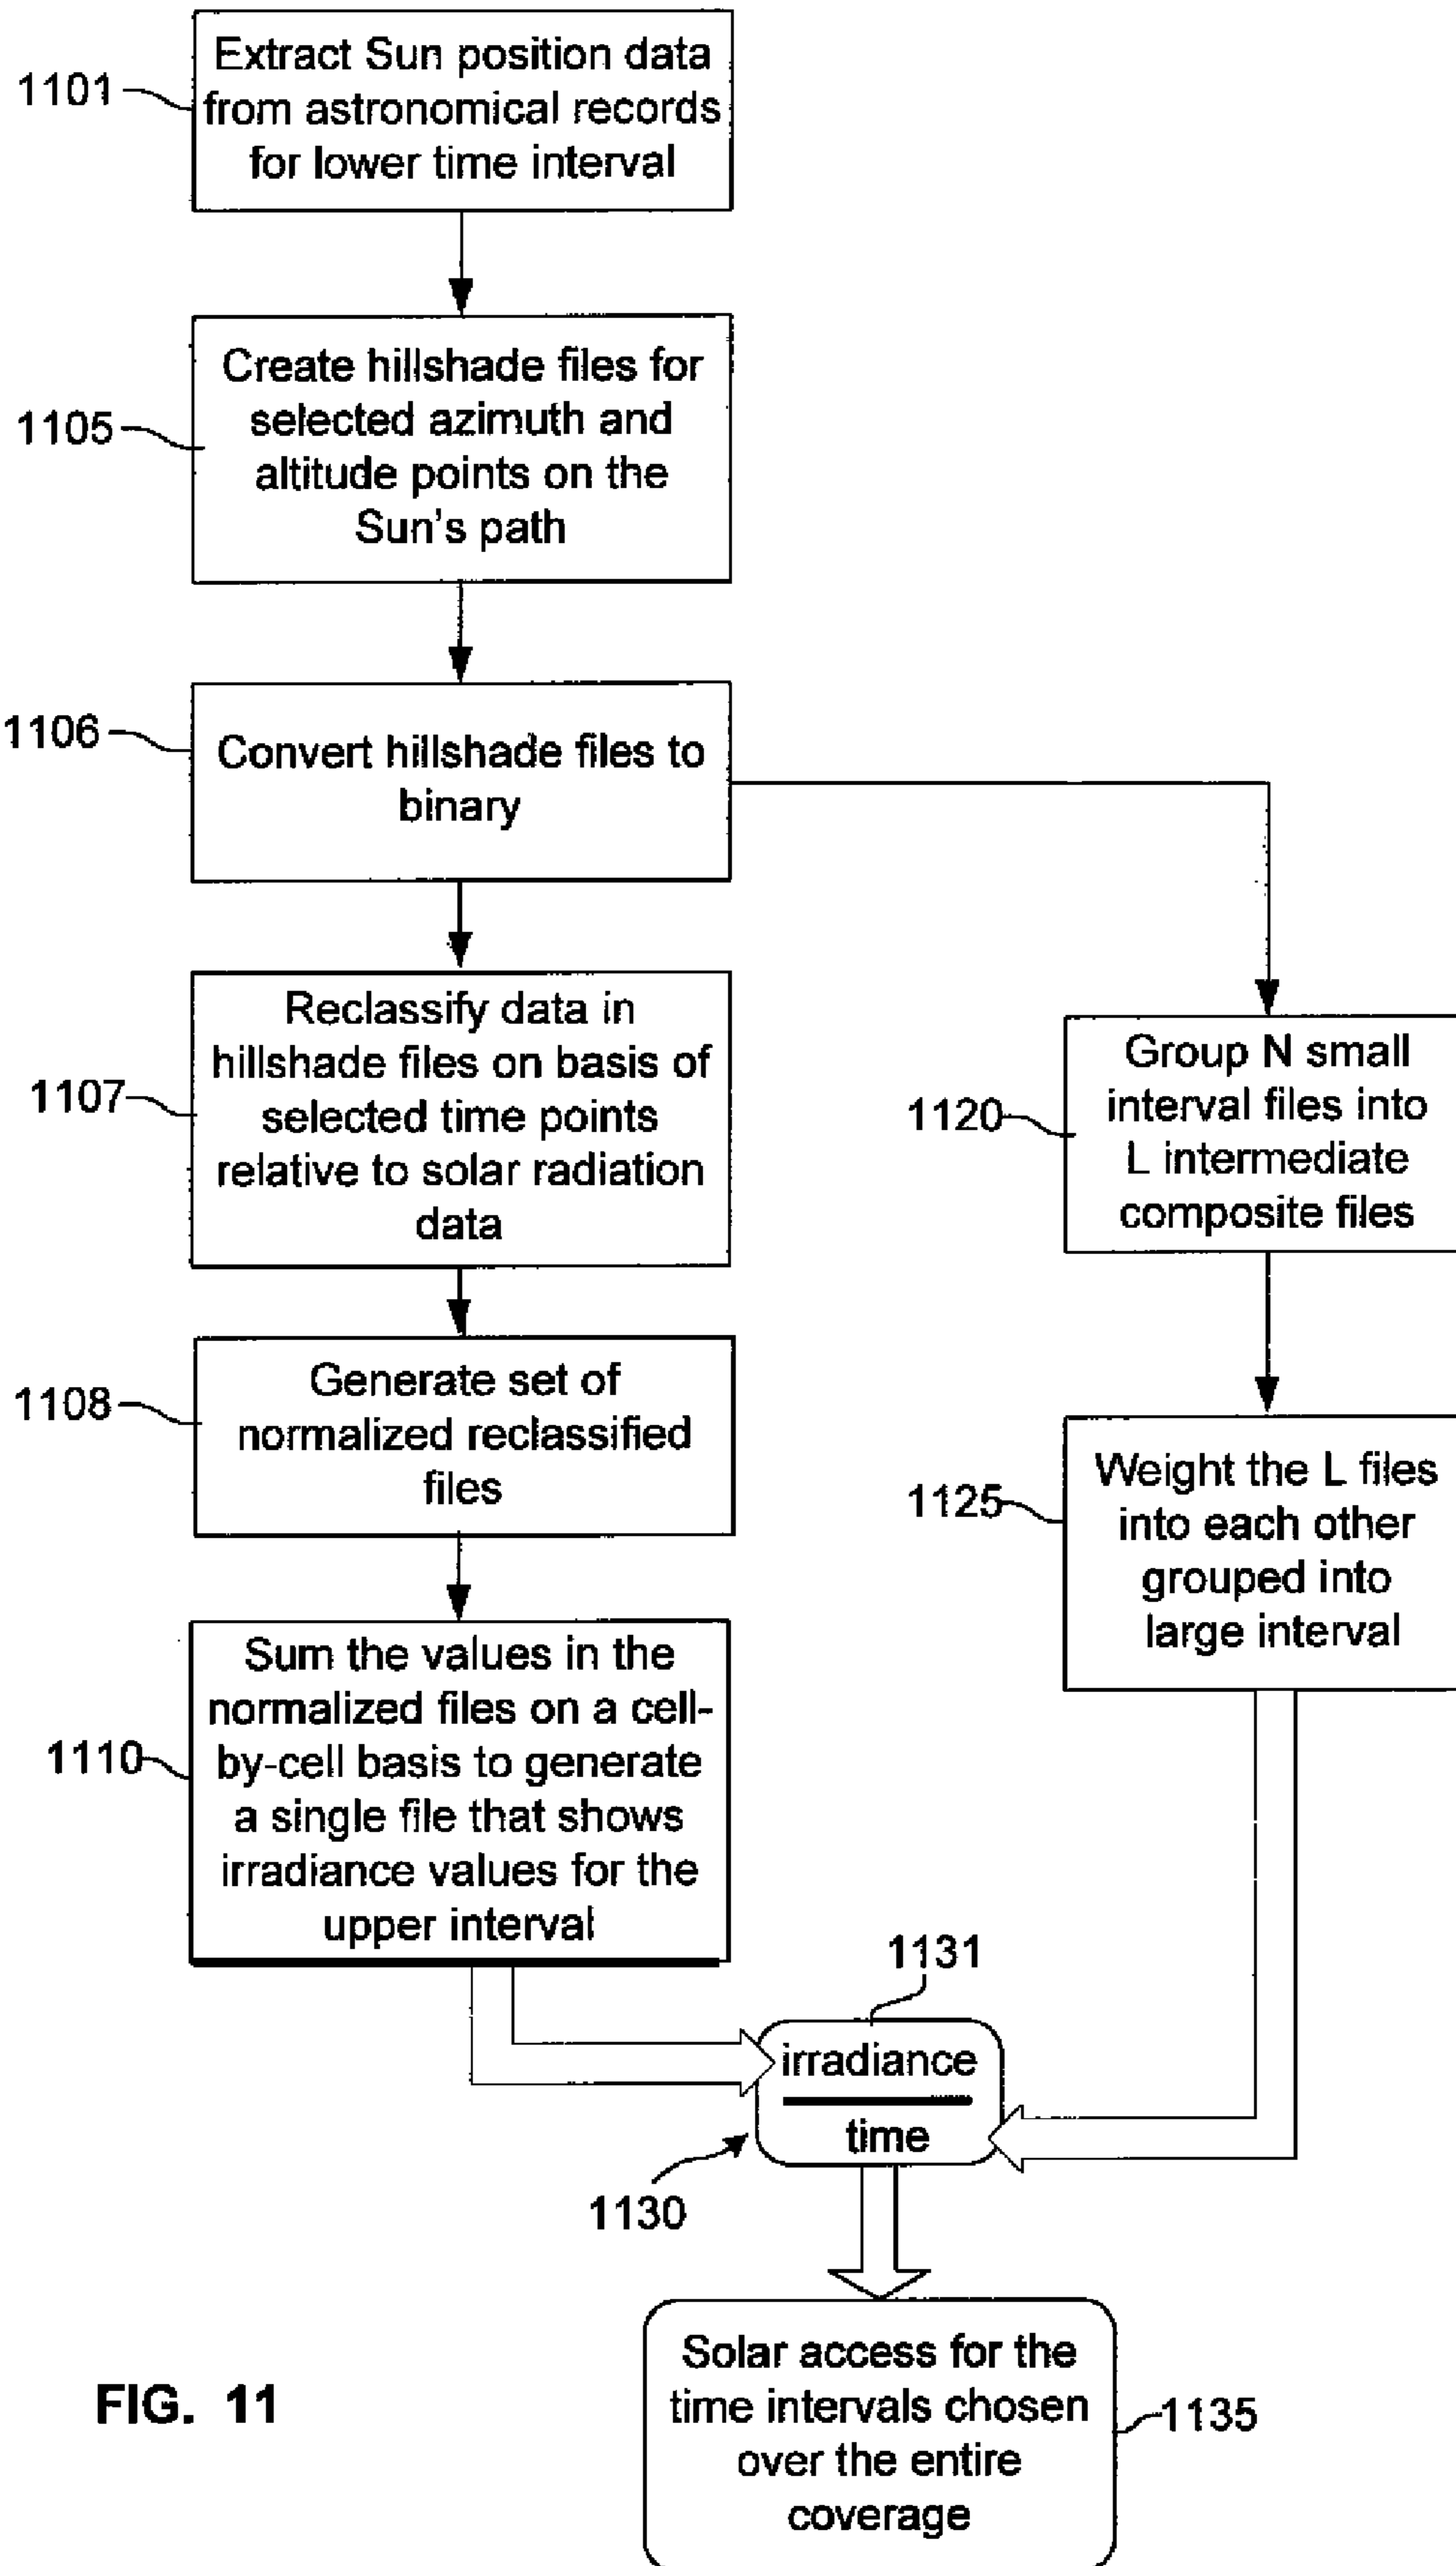 1101
Extract Sun position data
from astronomical records
for lower time interval
1105
Create hillshade files for
selected azimuth and
altitude points on the
Sun's path
1106
Convert hillshade files to
binary
1107
Reclassify data in
hillshade files on basis of
selected time points
relative to solar radiation
data
1108
Generate set of
normalized reclassified
files
1110
Sum the values in the
normalized files on a cell-
by-cell basis to generate
a single file that shows
irradiance values for the
upper interval
1120
Group N small
interval files into
L intermediate
composite files
1125
Weight the L files
into each other
grouped into
large interval
1131
irradiance
time
1130
Solar access for the
time intervals chosen
over the entire
coverage
1135
FIG. 11